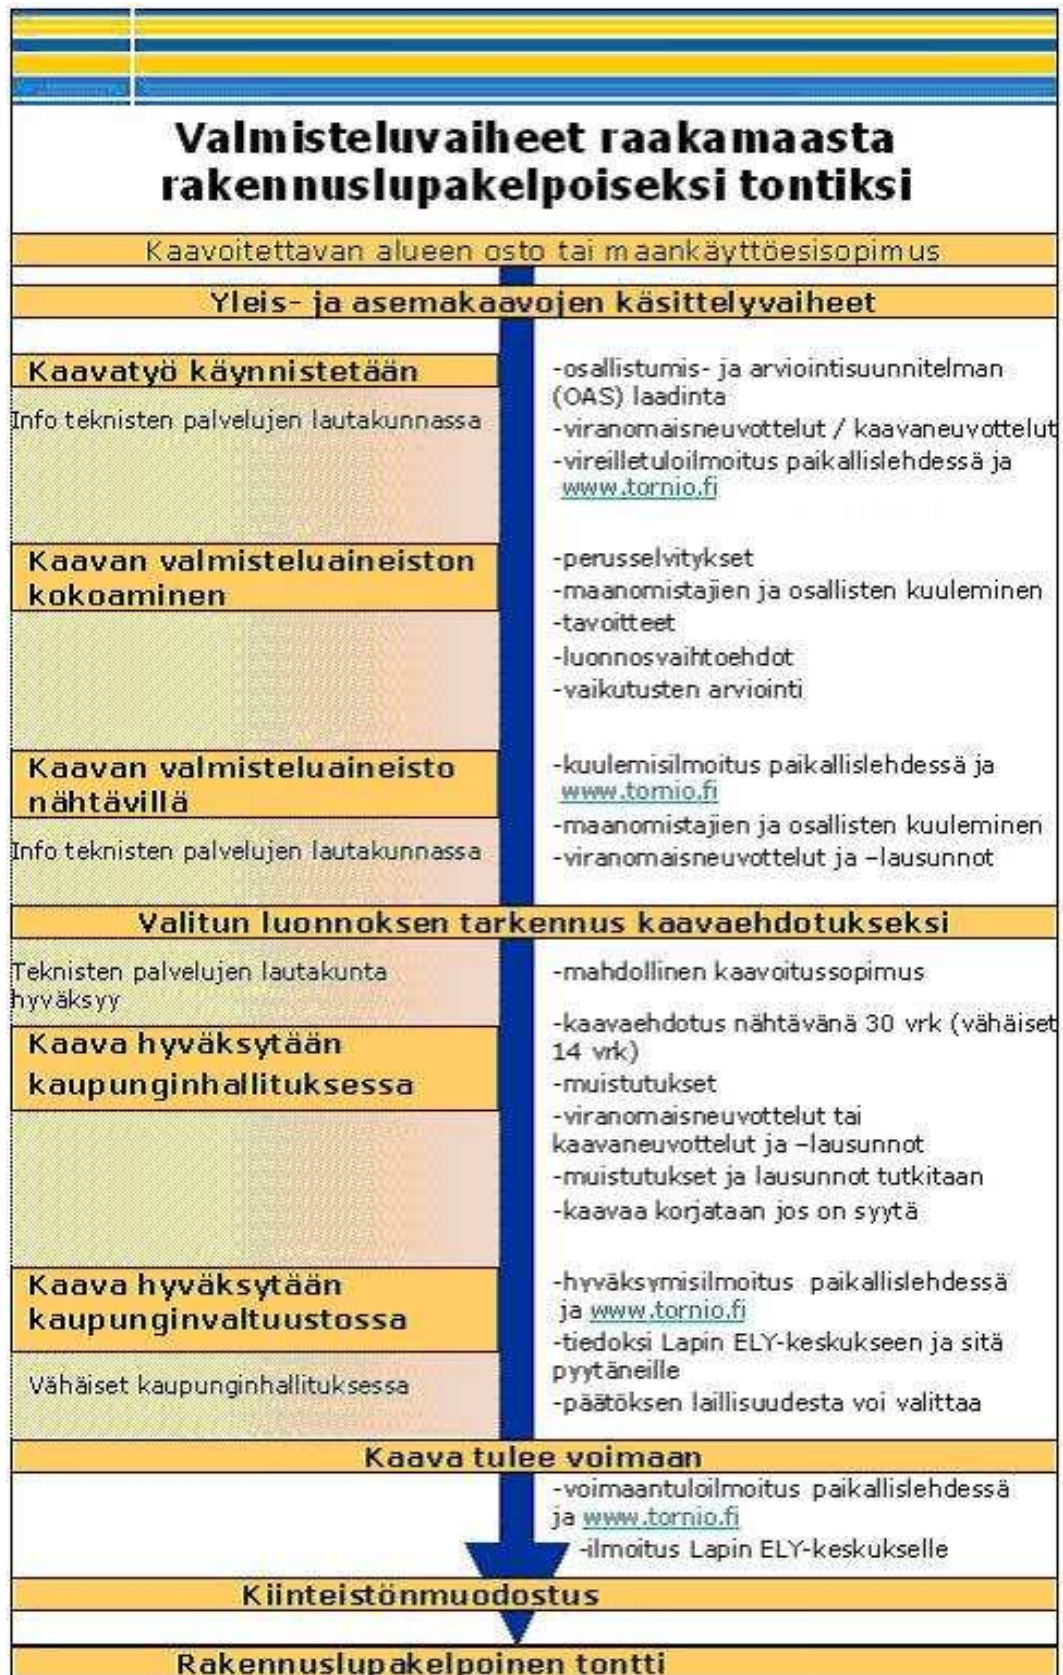 Valmisteluvaiheet raakamaasta
rakennuslupakelpoiseksi tontiksi
Kaavoitettavan alueen osto tai maankäyttöesisopimus
Yleis- ja asemakaavojen käsittelyvaiheet
Kaavatyö käynnistetään
Info teknisten palvelujen lautakunnassa
-osallistumis- ja arviointisuunnitelman
(OAS) laadinta
-viranomaisneuvottelut / kaavaneuvottelut
-vireilletuloilmoitus paikallislehdessä ja
www.tornio.fi
Kaavan valmisteluaineiston
kokoaminen
-perusselvitykset
-maanomistajien ja osallisten kuuleminen
-tavoitteet
-luonnosvaihtoehdot
-vaikutusten arviointi
Kaavan valmisteluaineisto
nähtävillä
Info teknisten palvelujen lautakunnassa
-kuulemisilmoitus paikallislehdessä ja
www.tornio.fi
-maanomistajien ja osallisten kuuleminen
-viranomaisneuvottelut ja –lausunnot
Valitun luonnoksen tarkennus kaavaehdotukseksi
Teknisten palvelujen lautakunta
hyväksyy
Kaava hyväksytään
kaupunginhallituksessa
-mahdollinen kaavoitussopimus
-kaavaehdotus nähtävänä 30 vrk (vähäiset
14 vrk)
-muistutukset
-viranomaisneuvottelut tai
kaavaneuvottelut ja –lausunnot
-muistutukset ja lausunnot tutkitaan
-kaavaa korjataan jos on syytä
Kaava hyväksytään
kaupunginvaltuustossa
Vähäiset kaupunginhallituksessa
-hyväksymisilmoitus paikallislehdessä
ja www.tornio.fi
-tiedoksi Lapin ELY-keskukseen ja sitä
pyytäneille
-päätöksen laillisuudesta voi valittaa
Kaava tulee voimaan
-voimaantuloilmoitus paikallislehdessä
ja www.tornio.fi
-ilmoitus Lapin ELY-keskukselle
Kiinteistönmuodostus
Rakennuslupakelpoinen tontti